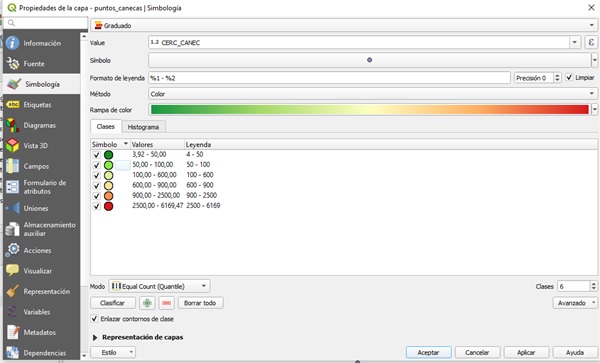 Propiedades de la capa - puntos_canecas | Simbología
Graduado
Información
Value
1.2 CERC_CANEC
ε
Fuente
Símbolo
Simbología
Formato de leyenda
%1 - %2
Precisión 0
Limpiar
abc
Etiquetas
Método
Color
Diagramas
Rampa de color
Vista 3D
Clases
Histograma
Campos
Símbolo
Valores
Leyenda
Formulario de atributos
3,92 - 50,00
4 - 50
50,00 - 100,00
50 - 100
100,00 - 600,00
100 - 600
Uniones
600,00 - 900,00
600 - 900
Almacenamiento auxiliar
900,00 - 2500,00
900 - 2500
2500,00 - 6169,47
2500 - 6169
Acciones
Visualizar
Representación
Modo
Equal Count (Quantile)
Clases
6
Variables
Clasificar
Borrar todo
Avanzado
Metadatos
Enlazar contornos de clase
Dependencias
Representación de capas
Estilo
Aceptar
Cancelar
Aplicar
Ayuda